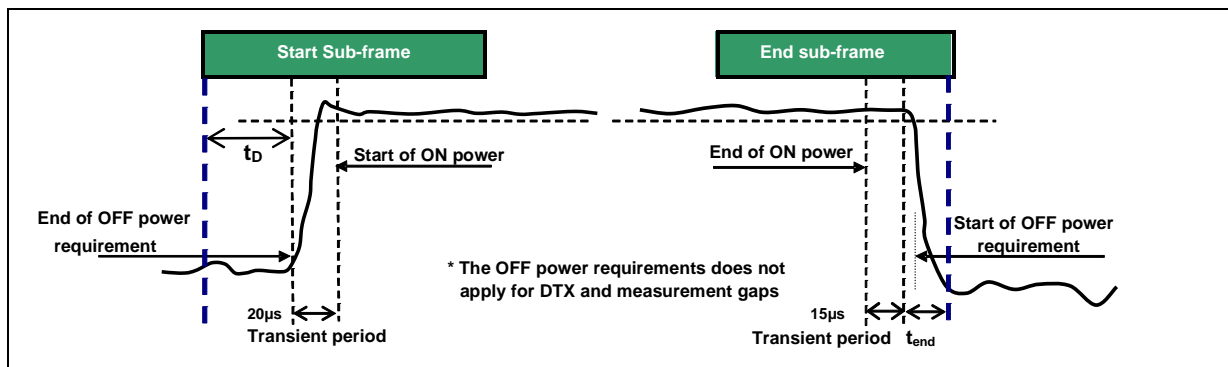 Start Sub-frame
End sub-frame
tD
Start of ON power
End of ON power
End of OFF power
requirement
Start of OFF power
requirement
* The OFF power requirements does not
apply for DTX and measurement gaps
20µs
Transient period
15µs
Transient period
tend